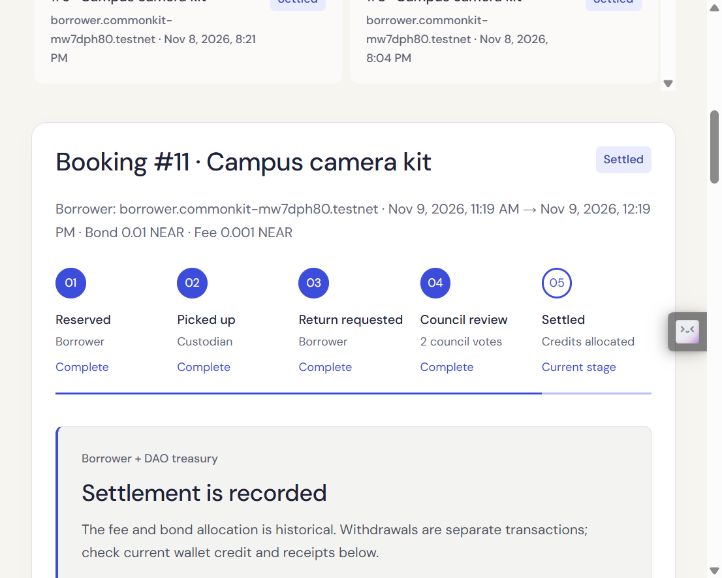 Settled
Settled
borrower.commonkit-
mw7dph80.testnet · Nov 8, 2026, 8:21
PM
borrower.commonkit-
mw7dph80.testnet · Nov 8, 2026,
8:04 PM
Booking #11 · Campus camera kit
Settled
Borrower: borrower.commonkit-mw7dph80.testnet · Nov 9, 2026, 11:19 AM → Nov 9, 2026, 12:19
PM · Bond 0.01 NEAR · Fee 0.001 NEAR
01
02
03
04
05
Reserved
Picked up
Return requested
Council review
Settled
Borrower
Custodian
Borrower
2 council votes
Credits allocated
Complete
Complete
Complete
Complete
Current stage
Borrower + DAO treasury
Settlement is recorded
The fee and bond allocation is historical. Withdrawals are separate transactions;
check current wallet credit and receipts below.